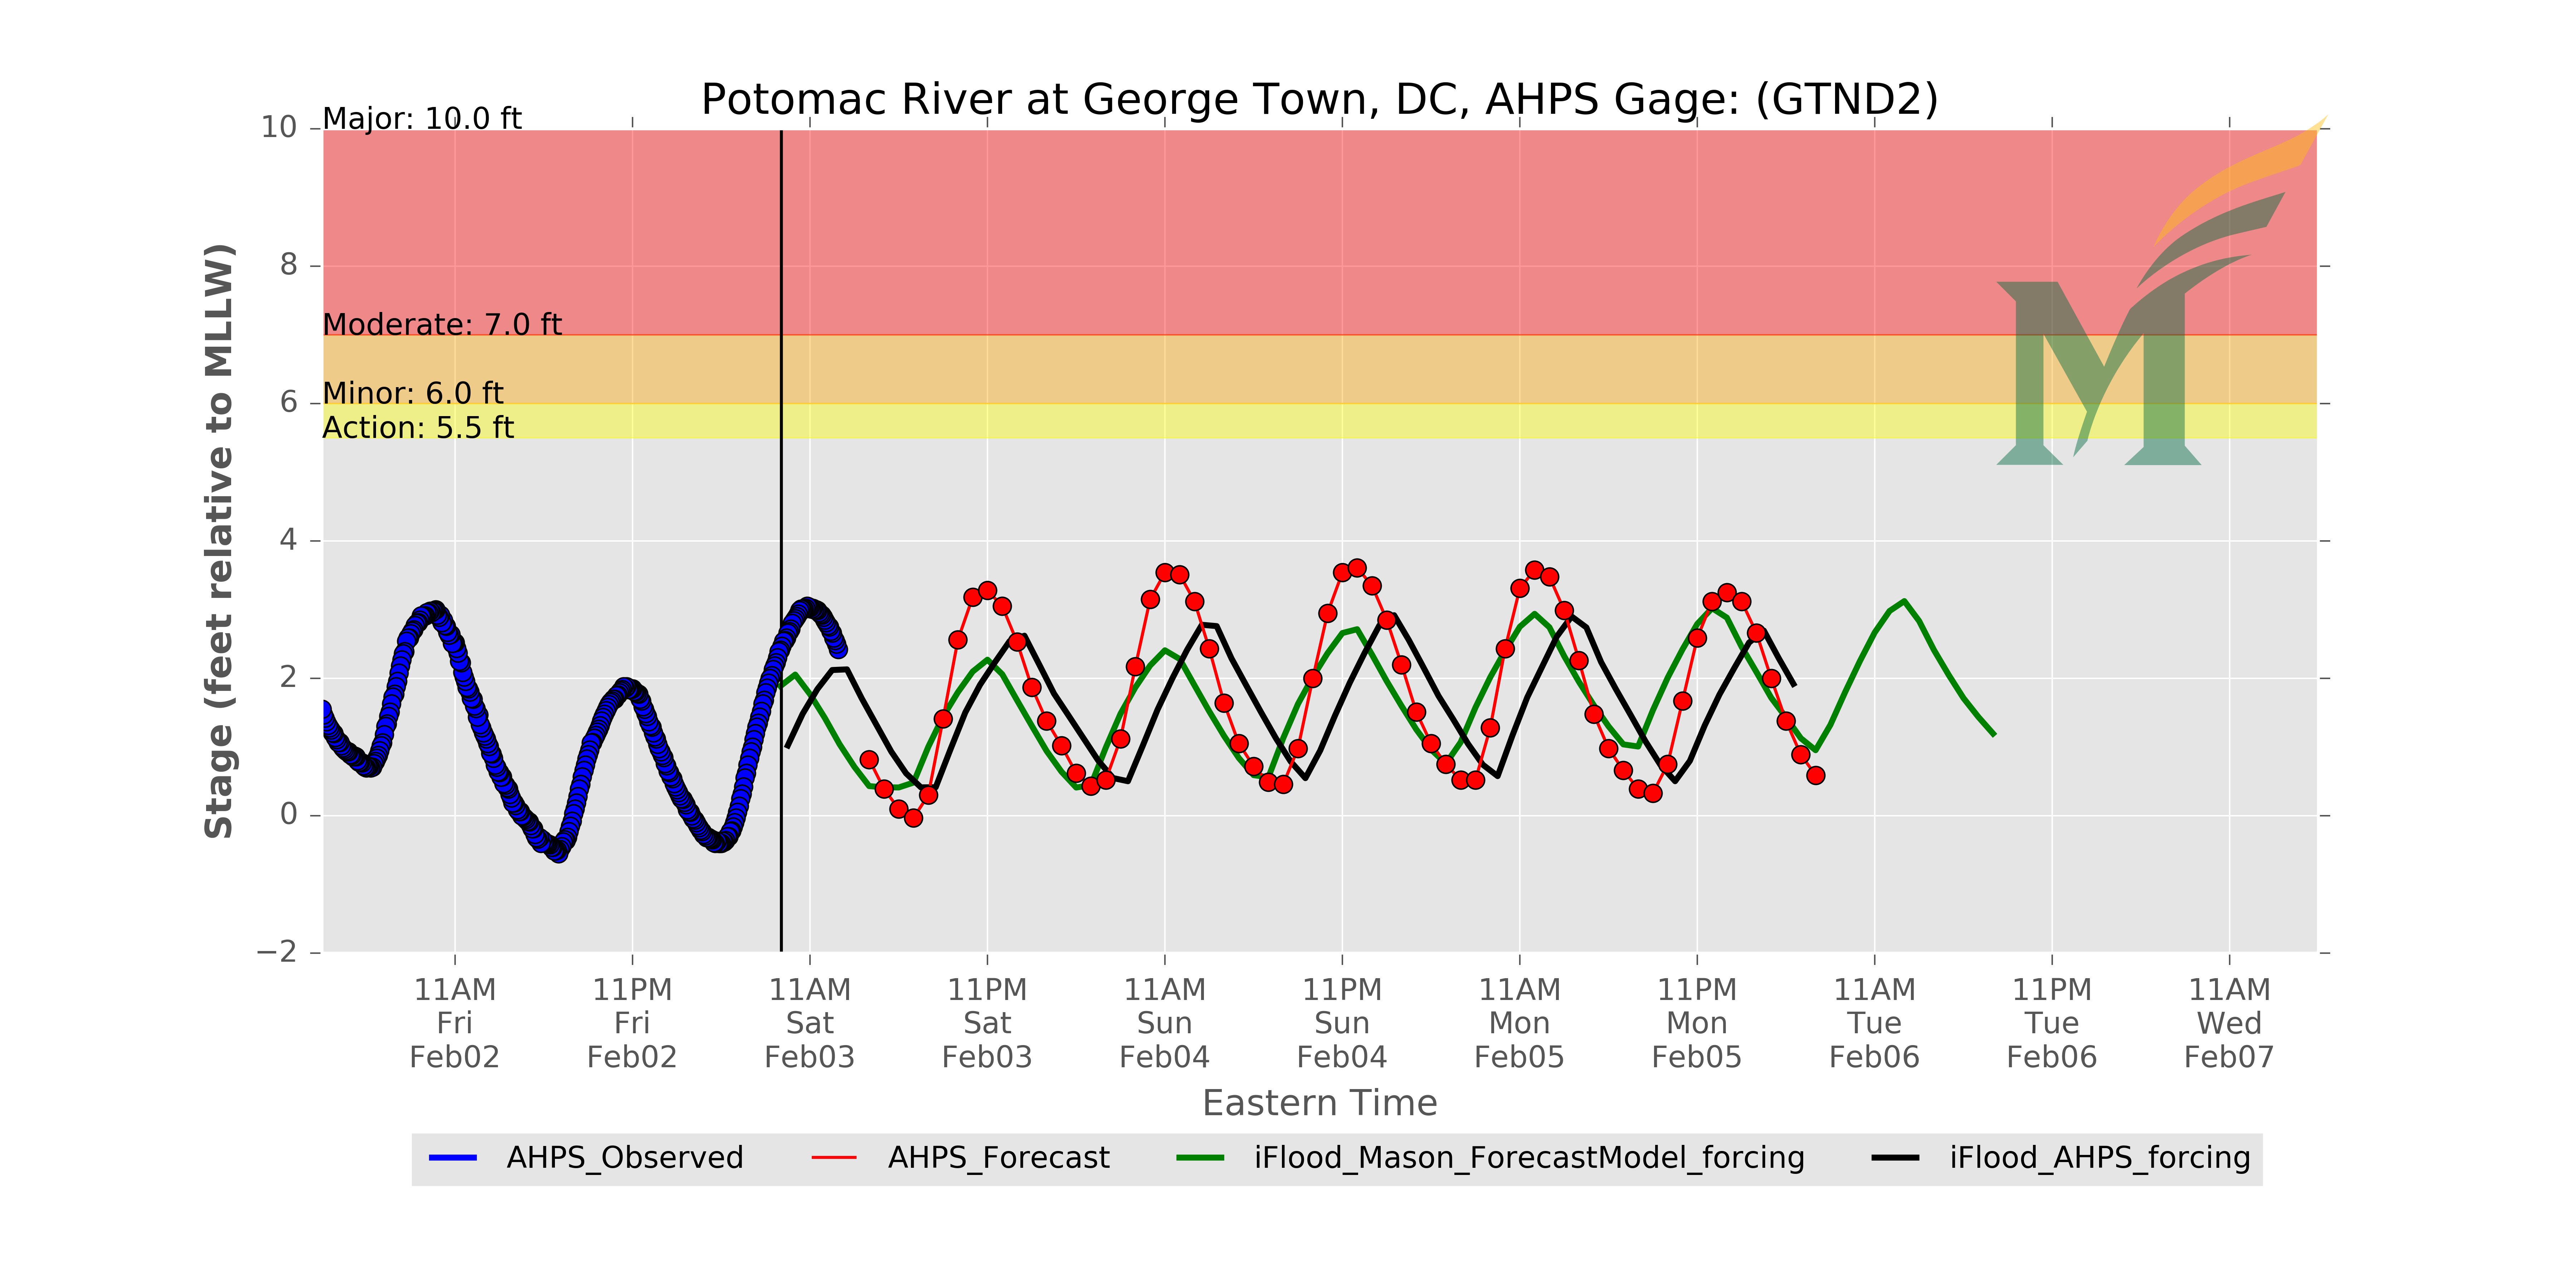 Potomac River at George Town, DC, AHPS Gage: (GTND2)
Major: 10.0 ft
Moderate: 7.0 ft
Minor: 6.0 ft
Action: 5.5 ft
Stage (feet relative to MLLW)
10
8
6
4
2
0
−2
11AM 11PM 11AM 11PM 11AM 11PM 11AM 11PM 11AM 11PM 11AM
Fri Fri Sat Sat Sun Sun Mon Mon Tue Tue Wed
Feb02 Feb02 Feb03 Feb03 Feb04 Feb04 Feb05 Feb05 Feb06 Feb06 Feb07
Eastern Time
AHPS_Observed AHPS_Forecast iFlood_Mason_ForecastModel_forcing iFlood_AHPS_forcing
M